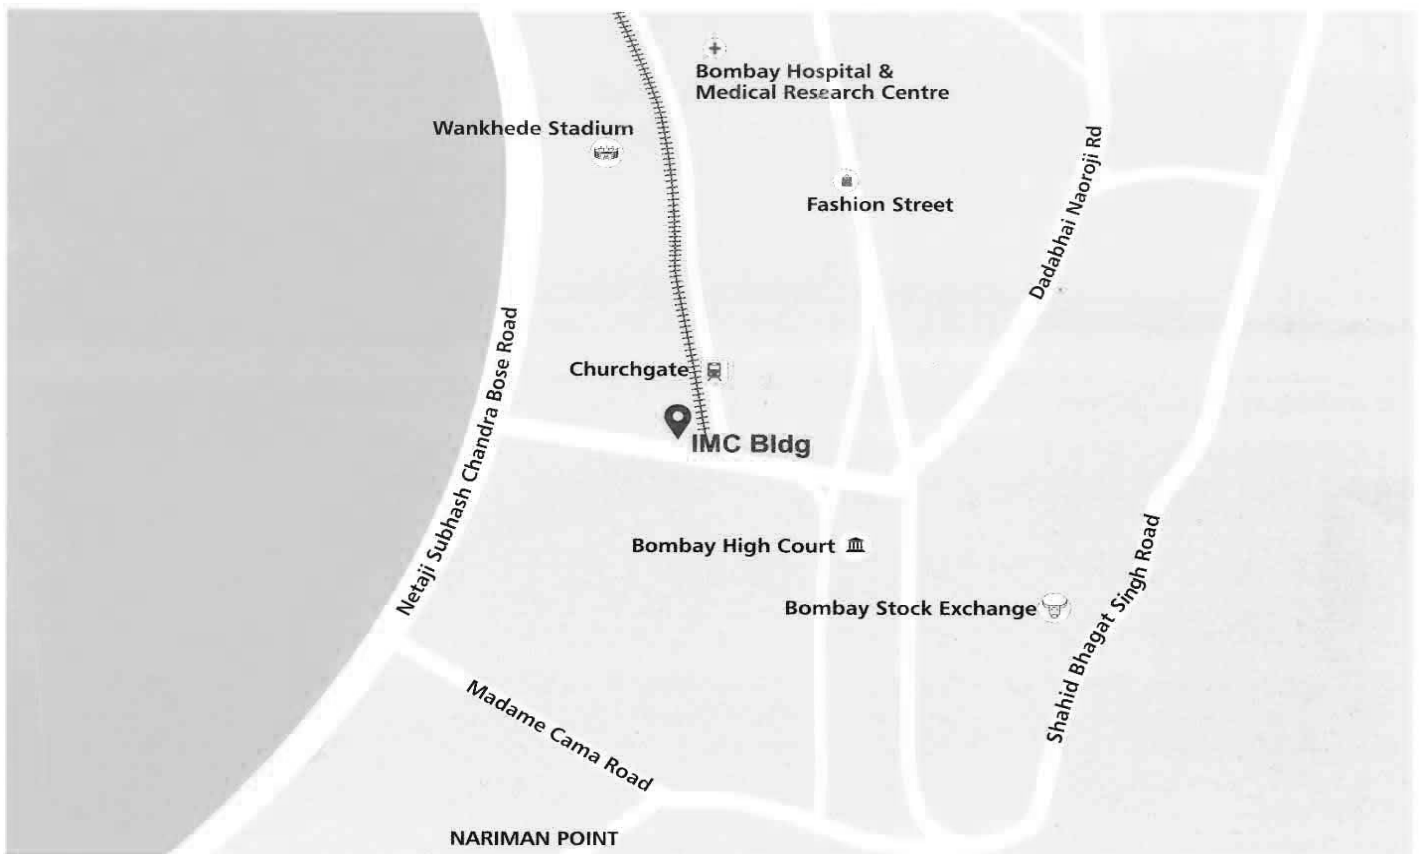 Bombay Hospital &
Medical Research Centre
Wankhede Stadium
Fashion Street
Dadabhai Naoroji Rd
Churchgate
IMC Bldg
Netaji Subhash Chandra Bose Road
Bombay High Court
Bombay Stock Exchange
Shahid Bhagat Singh Road
Madame Cama Road
NARIMAN POINT